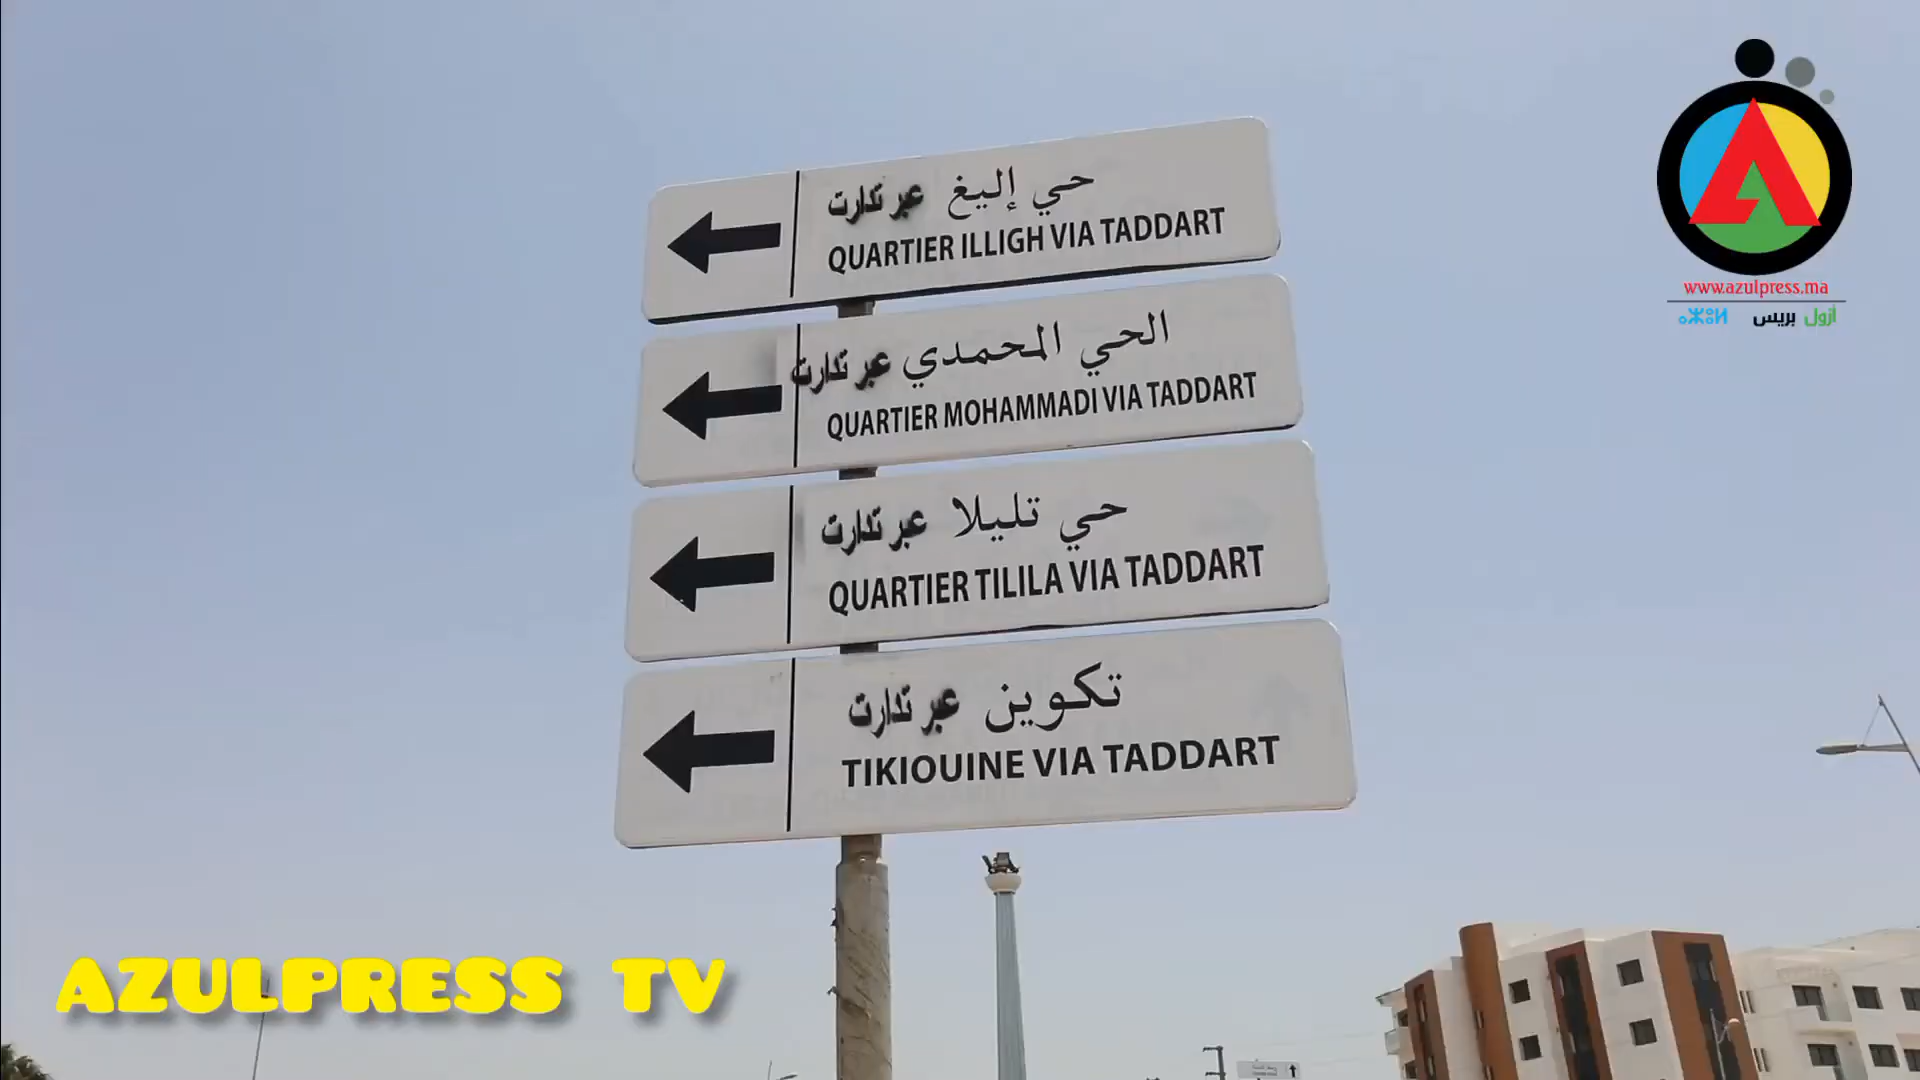 حي إليغ عبر تدارت
QUARTIER ILLIGH VIA TADDART
الحي المحمدي عبر تدارت
QUARTIER MOHAMMADI VIA TADDART
حي تليلا عبر تدارت
QUARTIER TILILA VIA TADDART
تكوين عبر تدارت
TIKIOUINE VIA TADDART
www.azulpress.ma
أزول بريس ⴰⵣⵓⵍ
AZULPRESS TV